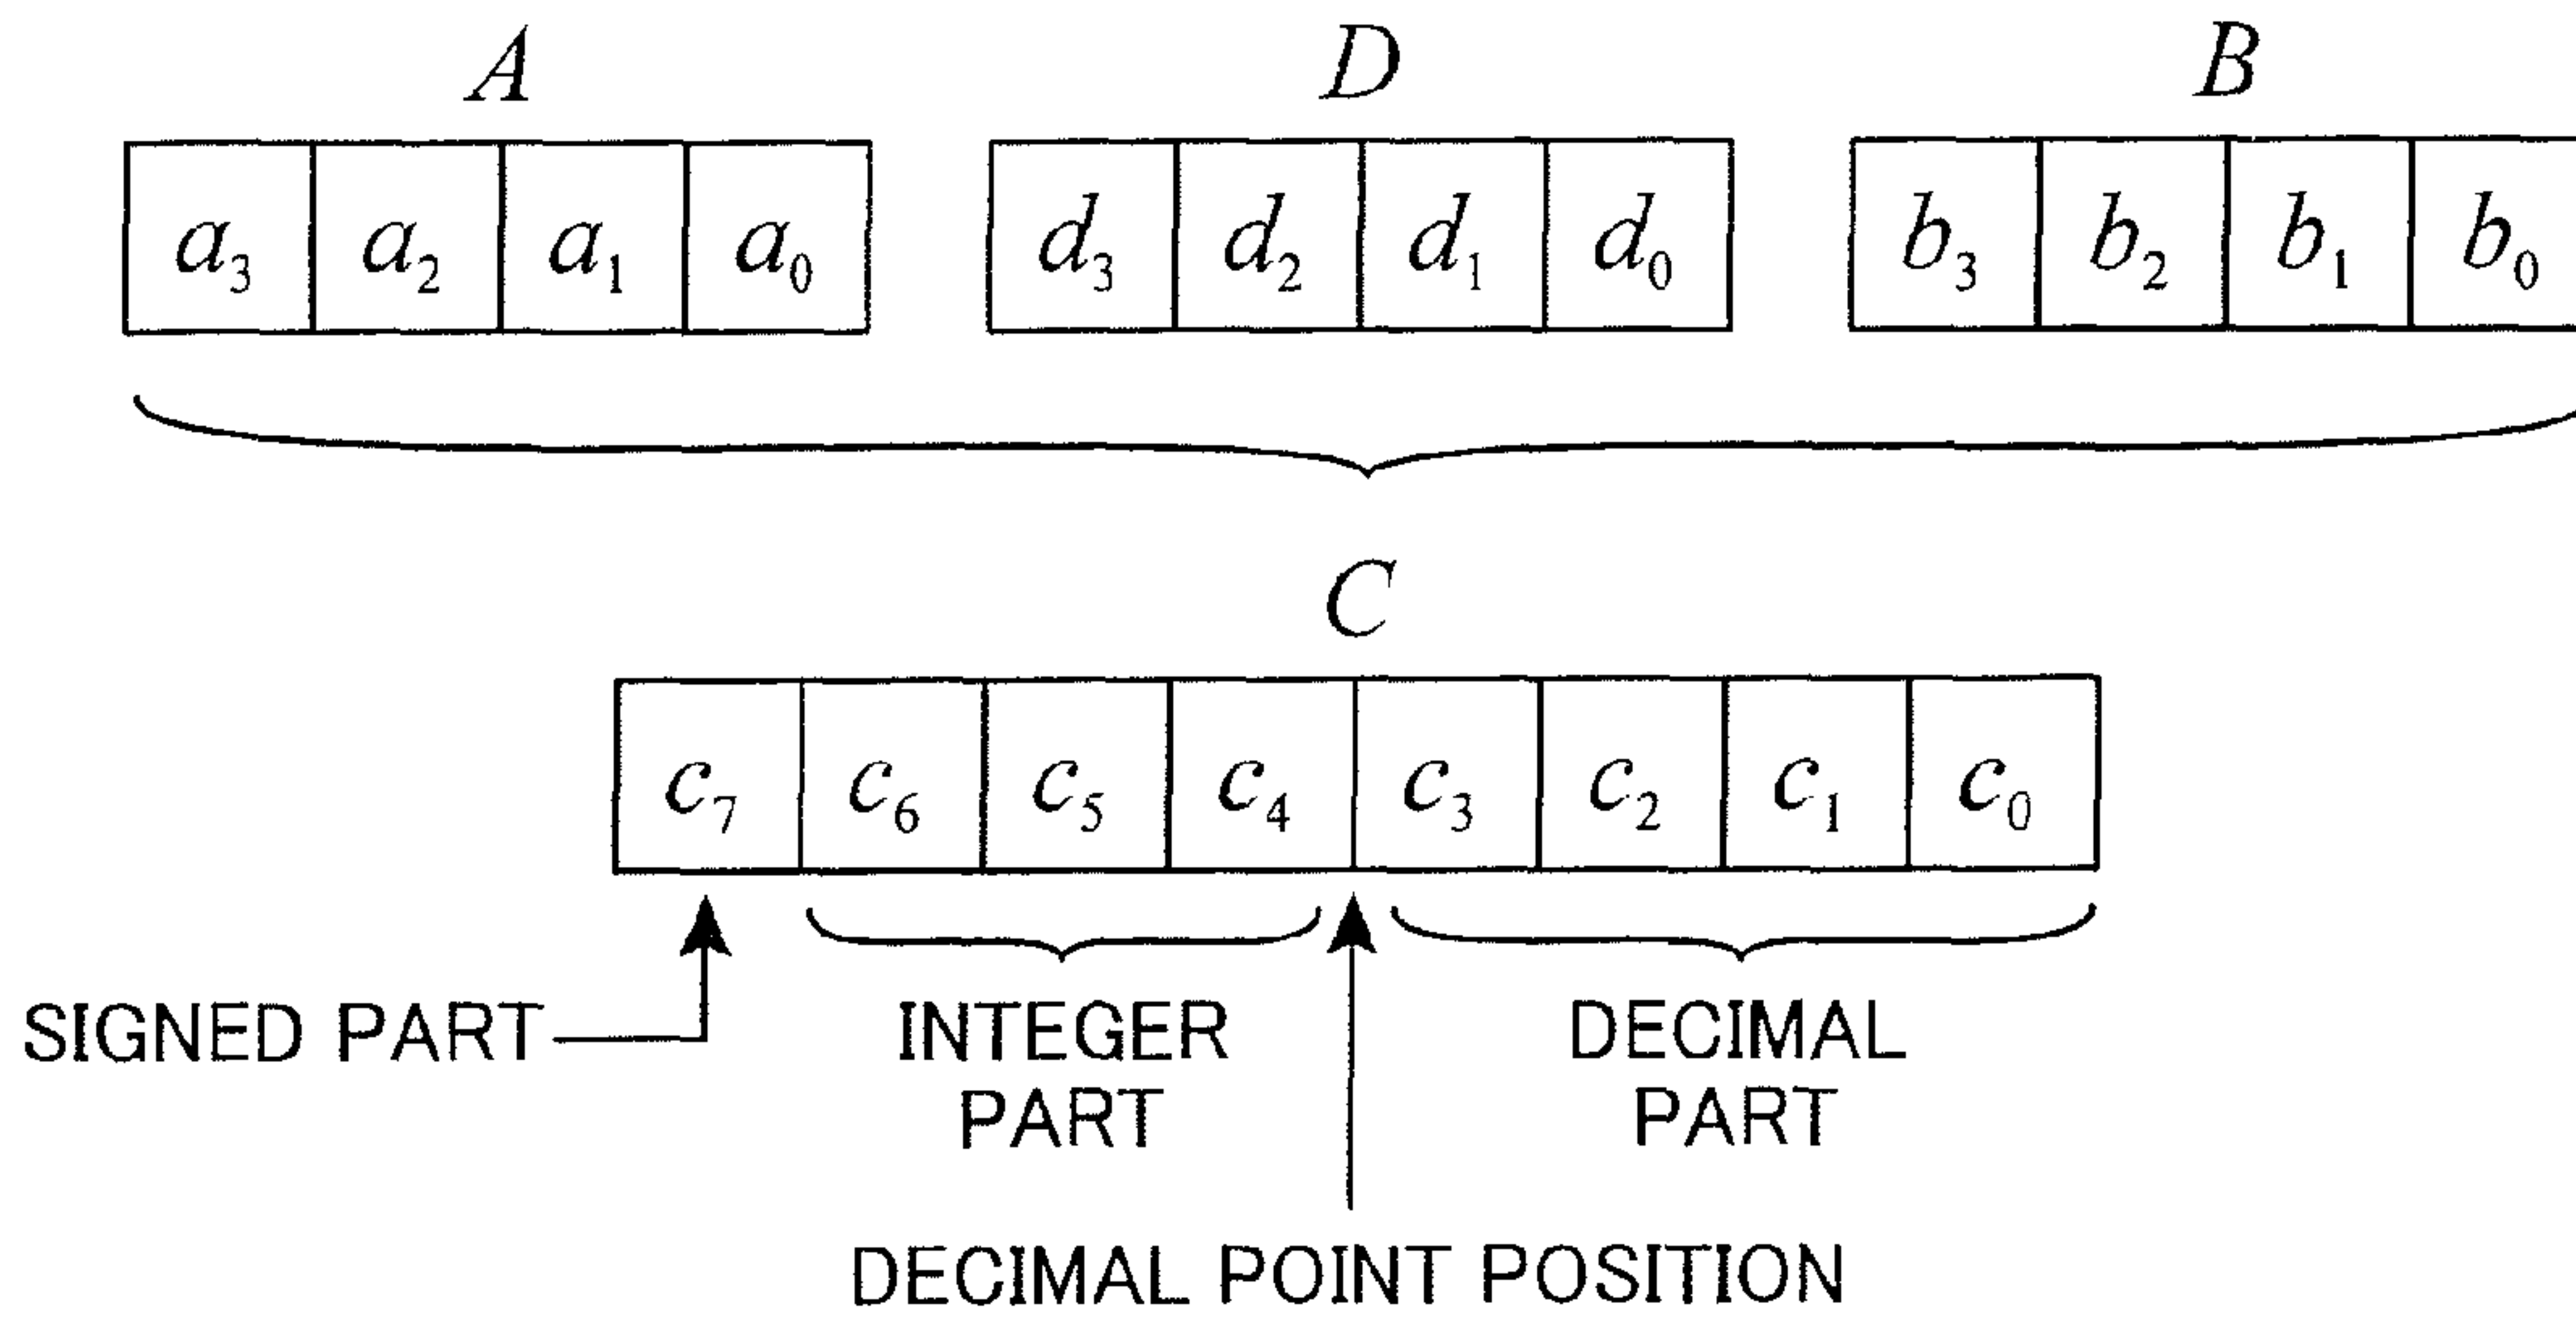 A D B
a₃ a₂ a₁ a₀ d₃ d₂ d₁ d₀ b₃ b₂ b₁ b₀
C
c₇ c₆ c₅ c₄ c₃ c₂ c₁ c₀
SIGNED PART
INTEGER
PART
DECIMAL
PART
DECIMAL POINT POSITION